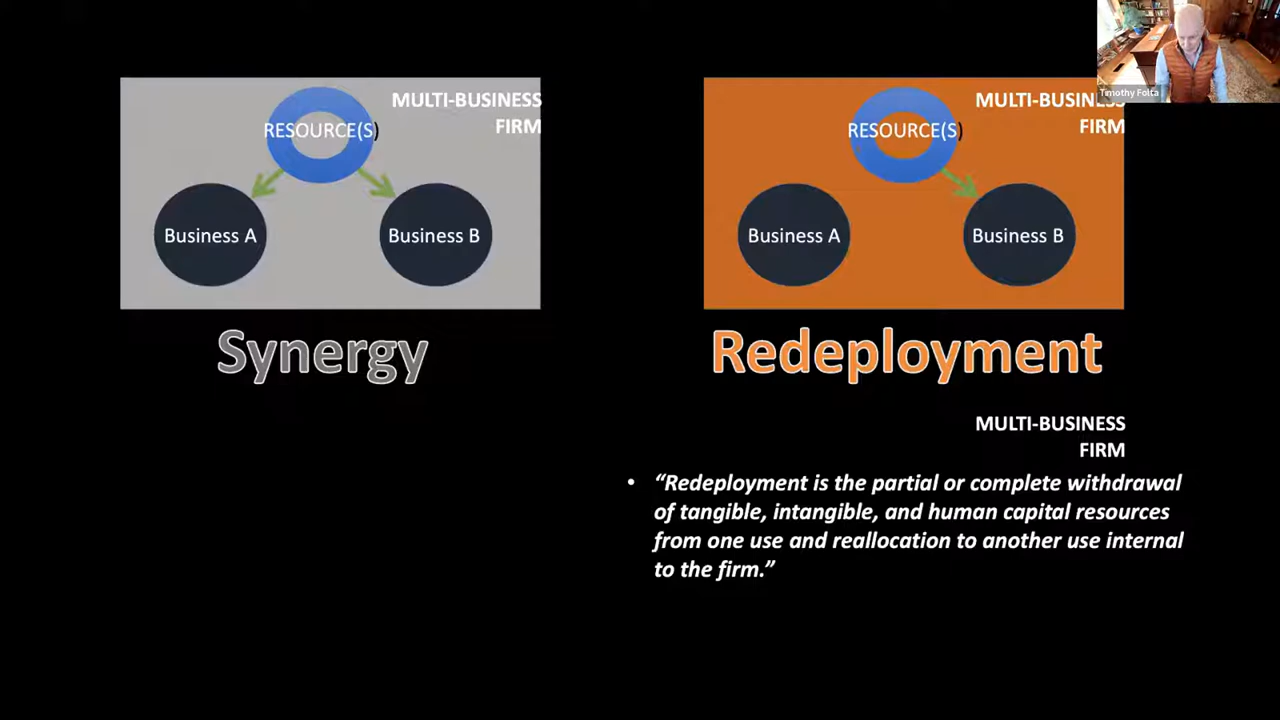 MULTI-BUSINESS
FIRM
RESOURCE(S)
Business A
Business B
Synergy
Timothy Folta
MULTI-BUSINESS
FIRM
RESOURCE(S)
Business A
Business B
Redeployment
MULTI-BUSINESS
FIRM
• “Redeployment is the partial or complete withdrawal
of tangible, intangible, and human capital resources
from one use and reallocation to another use internal
to the firm.”